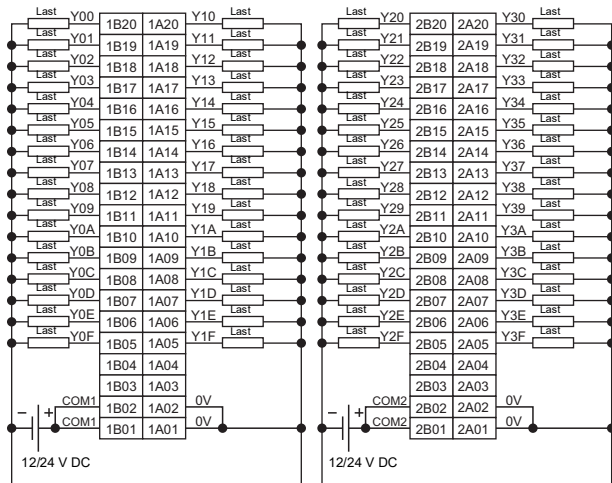 Last Y00 1B20 1A20 Y10 Last Last Y20 2B20 2A20 Y30 Last
Last Y01 1B19 1A19 Y11 Last Last Y21 2B19 2A19 Y31 Last
Last Y02 1B18 1A18 Y12 Last Last Y22 2B18 2A18 Y32 Last
Last Y03 1B17 1A17 Y13 Last Last Y23 2B17 2A17 Y33 Last
Last Y04 1B16 1A16 Y14 Last Last Y24 2B16 2A16 Y34 Last
Last Y05 1B15 1A15 Y15 Last Last Y25 2B15 2A15 Y35 Last
Last Y06 1B14 1A14 Y16 Last Last Y26 2B14 2A14 Y36 Last
Last Y07 1B13 1A13 Y17 Last Last Y27 2B13 2A13 Y37 Last
Last Y08 1B12 1A12 Y18 Last Last Y28 2B12 2A12 Y38 Last
Last Y09 1B11 1A11 Y19 Last Last Y29 2B11 2A11 Y39 Last
Last Y0A 1B10 1A10 Y1A Last Last Y2A 2B10 2A10 Y3A Last
Last Y0B 1B09 1A09 Y1B Last Last Y2B 2B09 2A09 Y3B Last
Last Y0C 1B08 1A08 Y1C Last Last Y2C 2B08 2A08 Y3C Last
Last Y0D 1B07 1A07 Y1D Last Last Y2D 2B07 2A07 Y3D Last
Last Y0E 1B06 1A06 Y1E Last Last Y2E 2B06 2A06 Y3E Last
Last Y0F 1B05 1A05 Y1F Last Last Y2F 2B05 2A05 Y3F Last
1B04 1A04 2B04 2A04
1B03 1A03 2B03 2A03
− + COM1 1B02 1A02 0V − + COM2 2B02 2A02 0V
COM1 1B01 1A01 0V COM2 2B01 2A01 0V
12/24 V DC 12/24 V DC